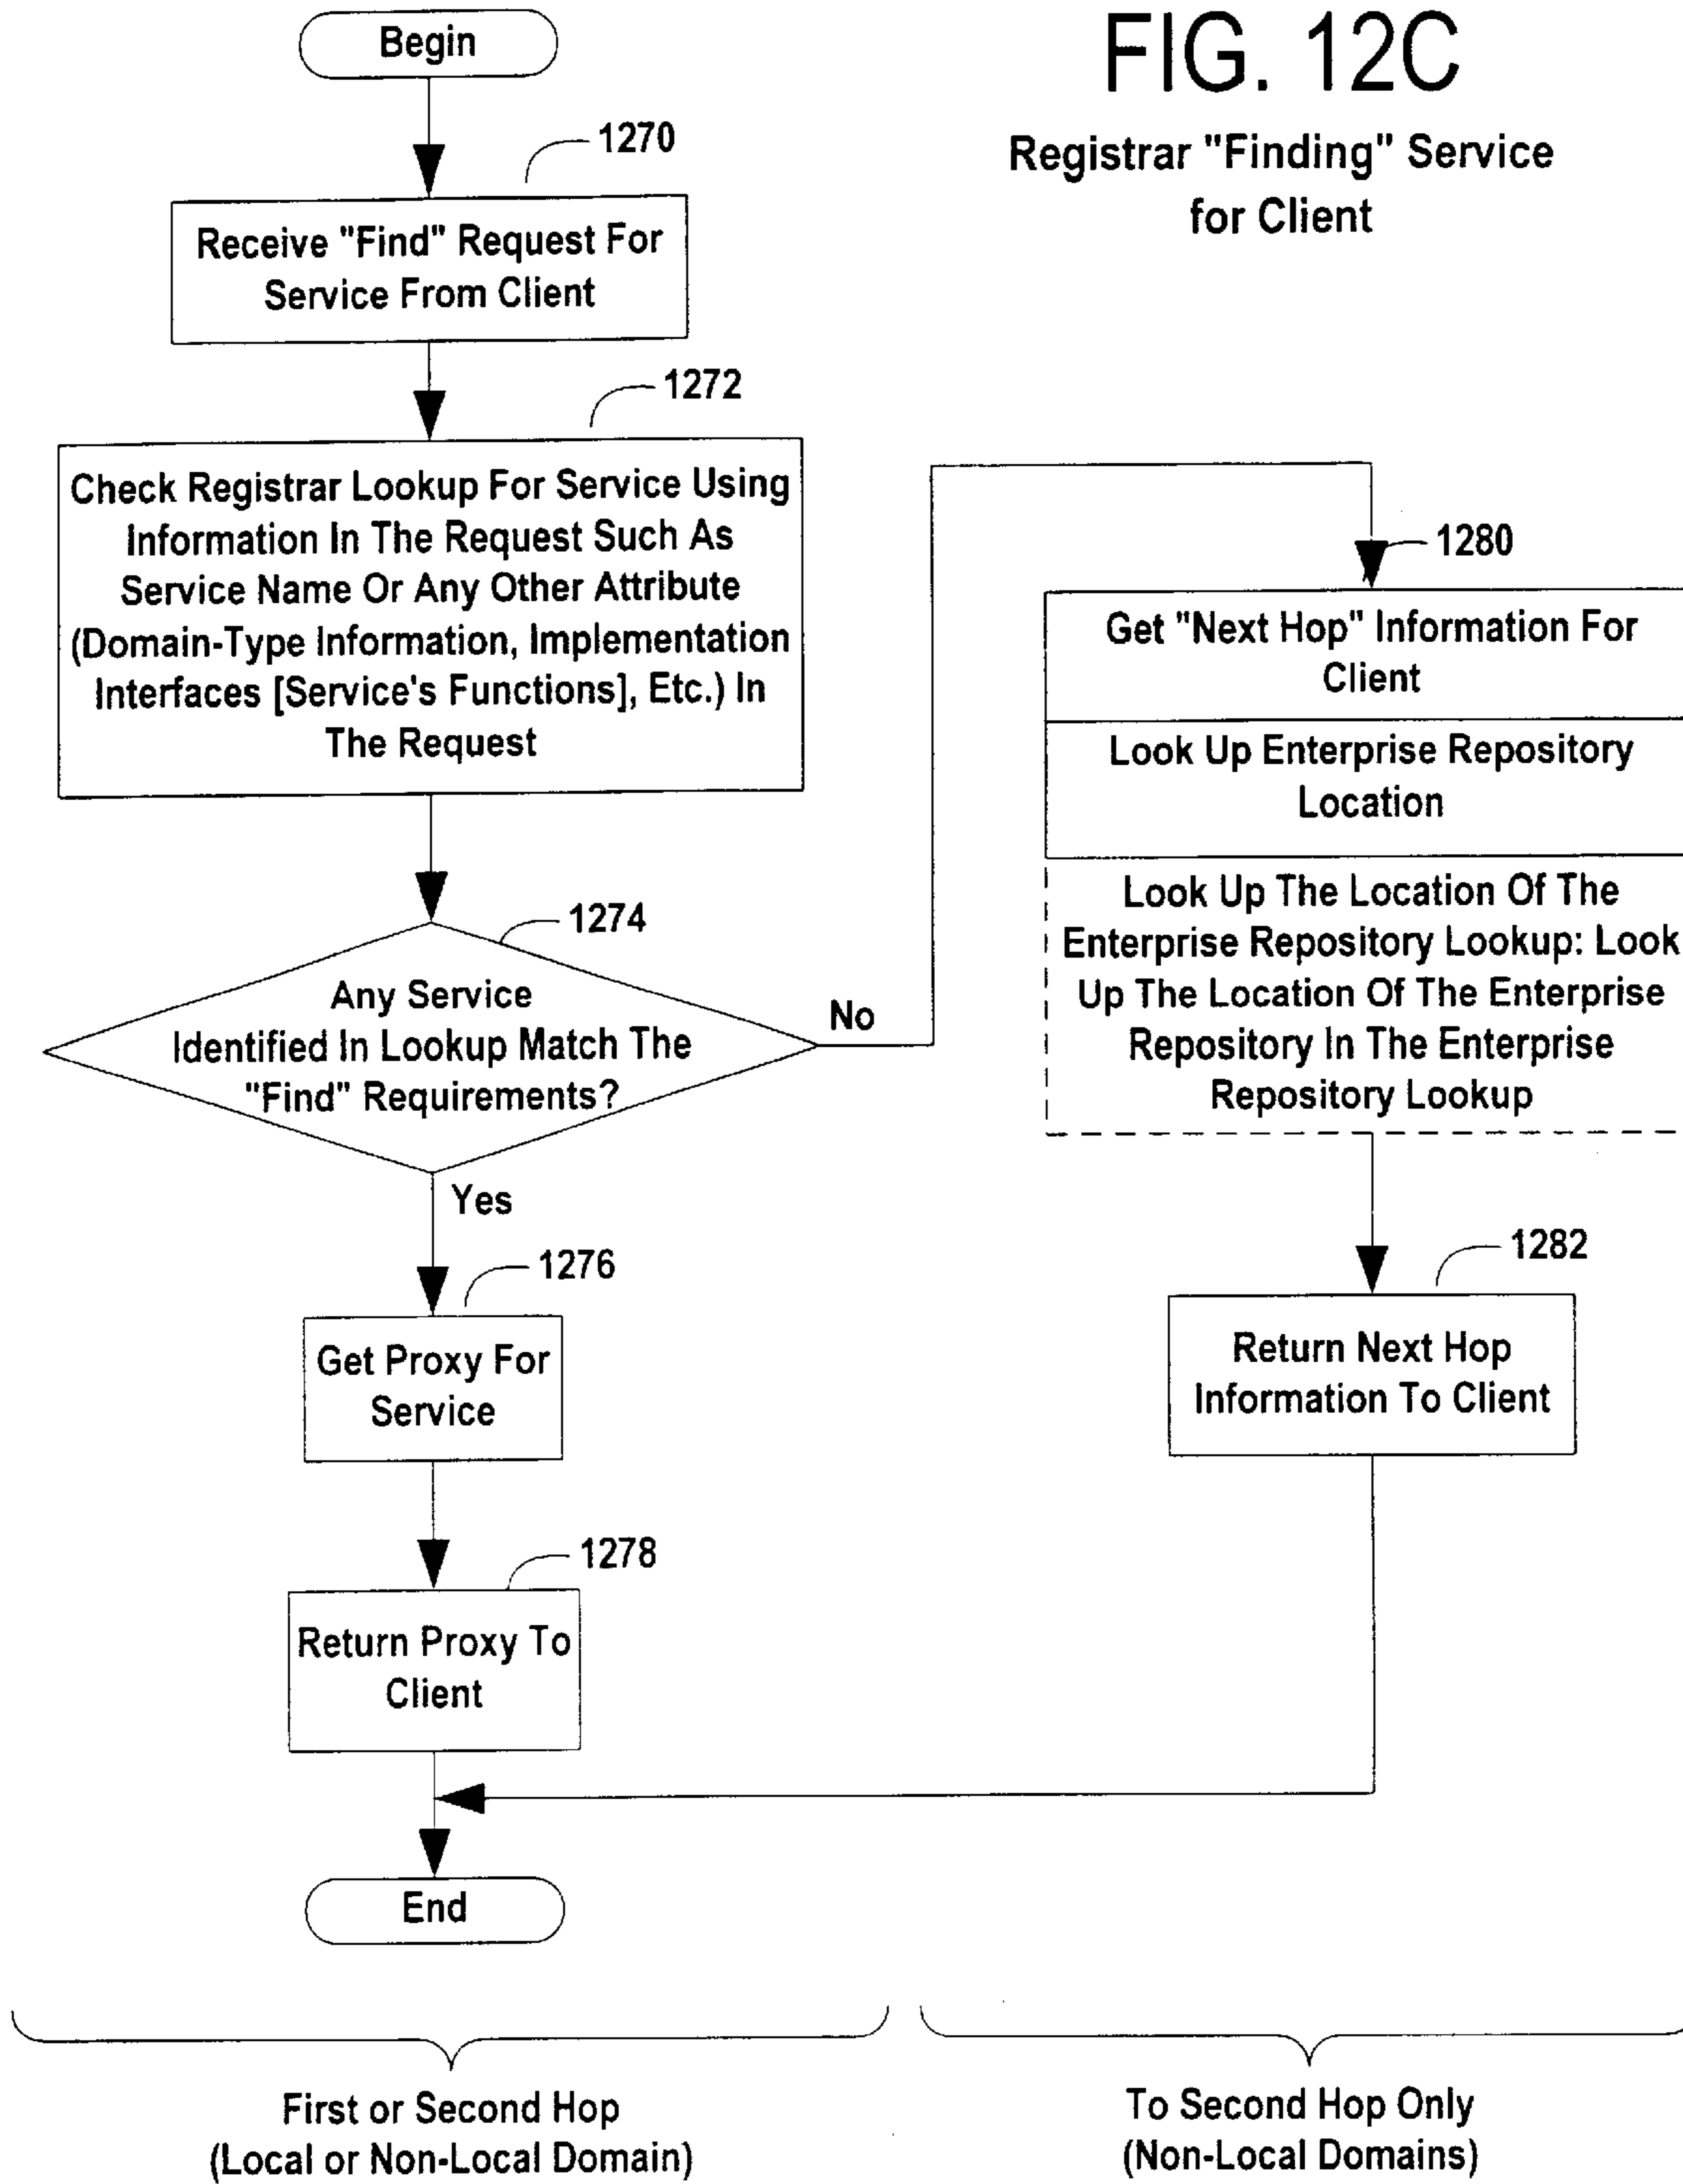 FIG. 12C
Registrar "Finding" Service
for Client
Begin
1270
Receive "Find" Request For
Service From Client
1272
Check Registrar Lookup For Service Using
Information In The Request Such As
Service Name Or Any Other Attribute
(Domain-Type Information, Implementation
Interfaces [Service's Functions], Etc.) In
The Request
1274
Any Service
Identified In Lookup Match The
"Find" Requirements?
No
Yes
1276
Get Proxy For
Service
1278
Return Proxy To
Client
End
1280
Get "Next Hop" Information For
Client
Look Up Enterprise Repository
Location
Look Up The Location Of The
Enterprise Repository Lookup: Look
Up The Location Of The Enterprise
Repository In The Enterprise
Repository Lookup
1282
Return Next Hop
Information To Client
First or Second Hop
(Local or Non-Local Domain)
To Second Hop Only
(Non-Local Domains)